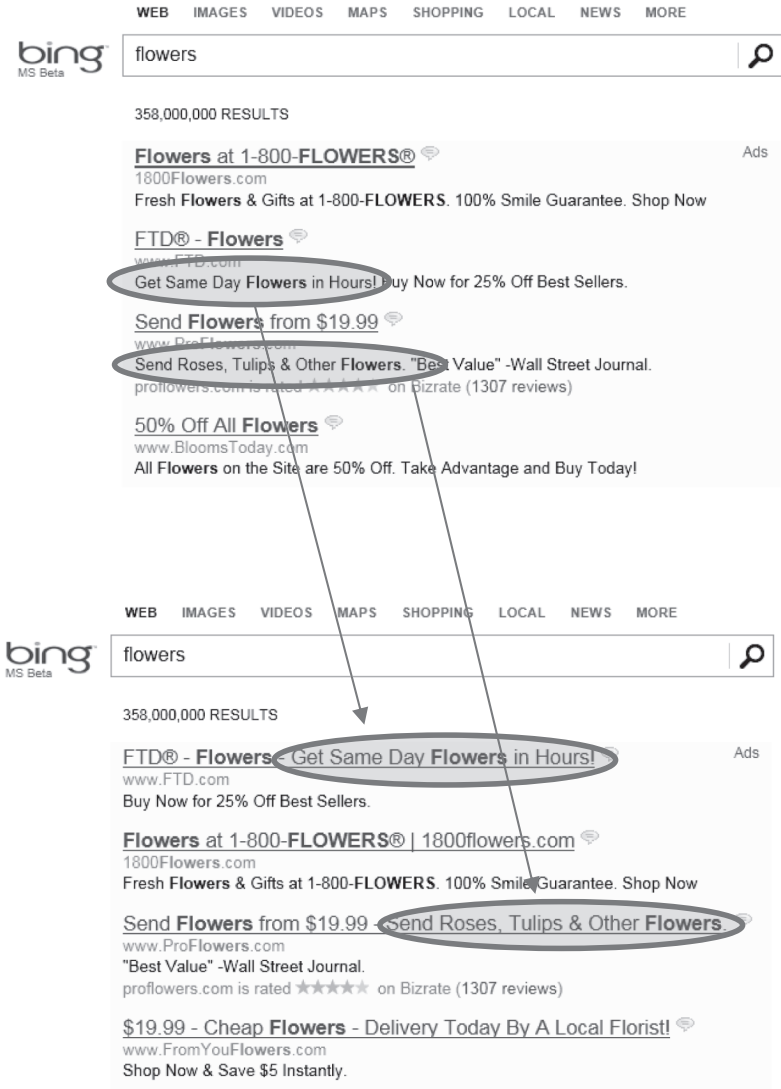 WEB IMAGES VIDEOS MAPS SHOPPING LOCAL NEWS MORE
bing
MS Beta
flowers
358,000,000 RESULTS
Flowers at 1-800-FLOWERS®
Ads
1800Flowers.com
Fresh Flowers & Gifts at 1-800-FLOWERS. 100% Smile Guarantee. Shop Now
FTD® - Flowers
www.FTD.com
Get Same Day Flowers in Hours! Buy Now for 25% Off Best Sellers.
Send Flowers from $19.99
www.ProFlowers.com
Send Roses, Tulips & Other Flowers. "Best Value" -Wall Street Journal.
proflowers.com is rated ★★★★★ on Bizrate (1307 reviews)
50% Off All Flowers
www.BloomsToday.com
All Flowers on the Site are 50% Off. Take Advantage and Buy Today!
WEB IMAGES VIDEOS MAPS SHOPPING LOCAL NEWS MORE
bing
MS Beta
flowers
358,000,000 RESULTS
FTD® - Flowers - Get Same Day Flowers in Hours!
Ads
www.FTD.com
Buy Now for 25% Off Best Sellers.
Flowers at 1-800-FLOWERS® | 1800flowers.com
1800Flowers.com
Fresh Flowers & Gifts at 1-800-FLOWERS. 100% Smile Guarantee. Shop Now
Send Flowers from $19.99 - Send Roses, Tulips & Other Flowers.
www.ProFlowers.com
"Best Value" -Wall Street Journal.
proflowers.com is rated ★★★★★ on Bizrate (1307 reviews)
$19.99 - Cheap Flowers - Delivery Today By A Local Florist!
www.FromYouFlowers.com
Shop Now & Save $5 Instantly.